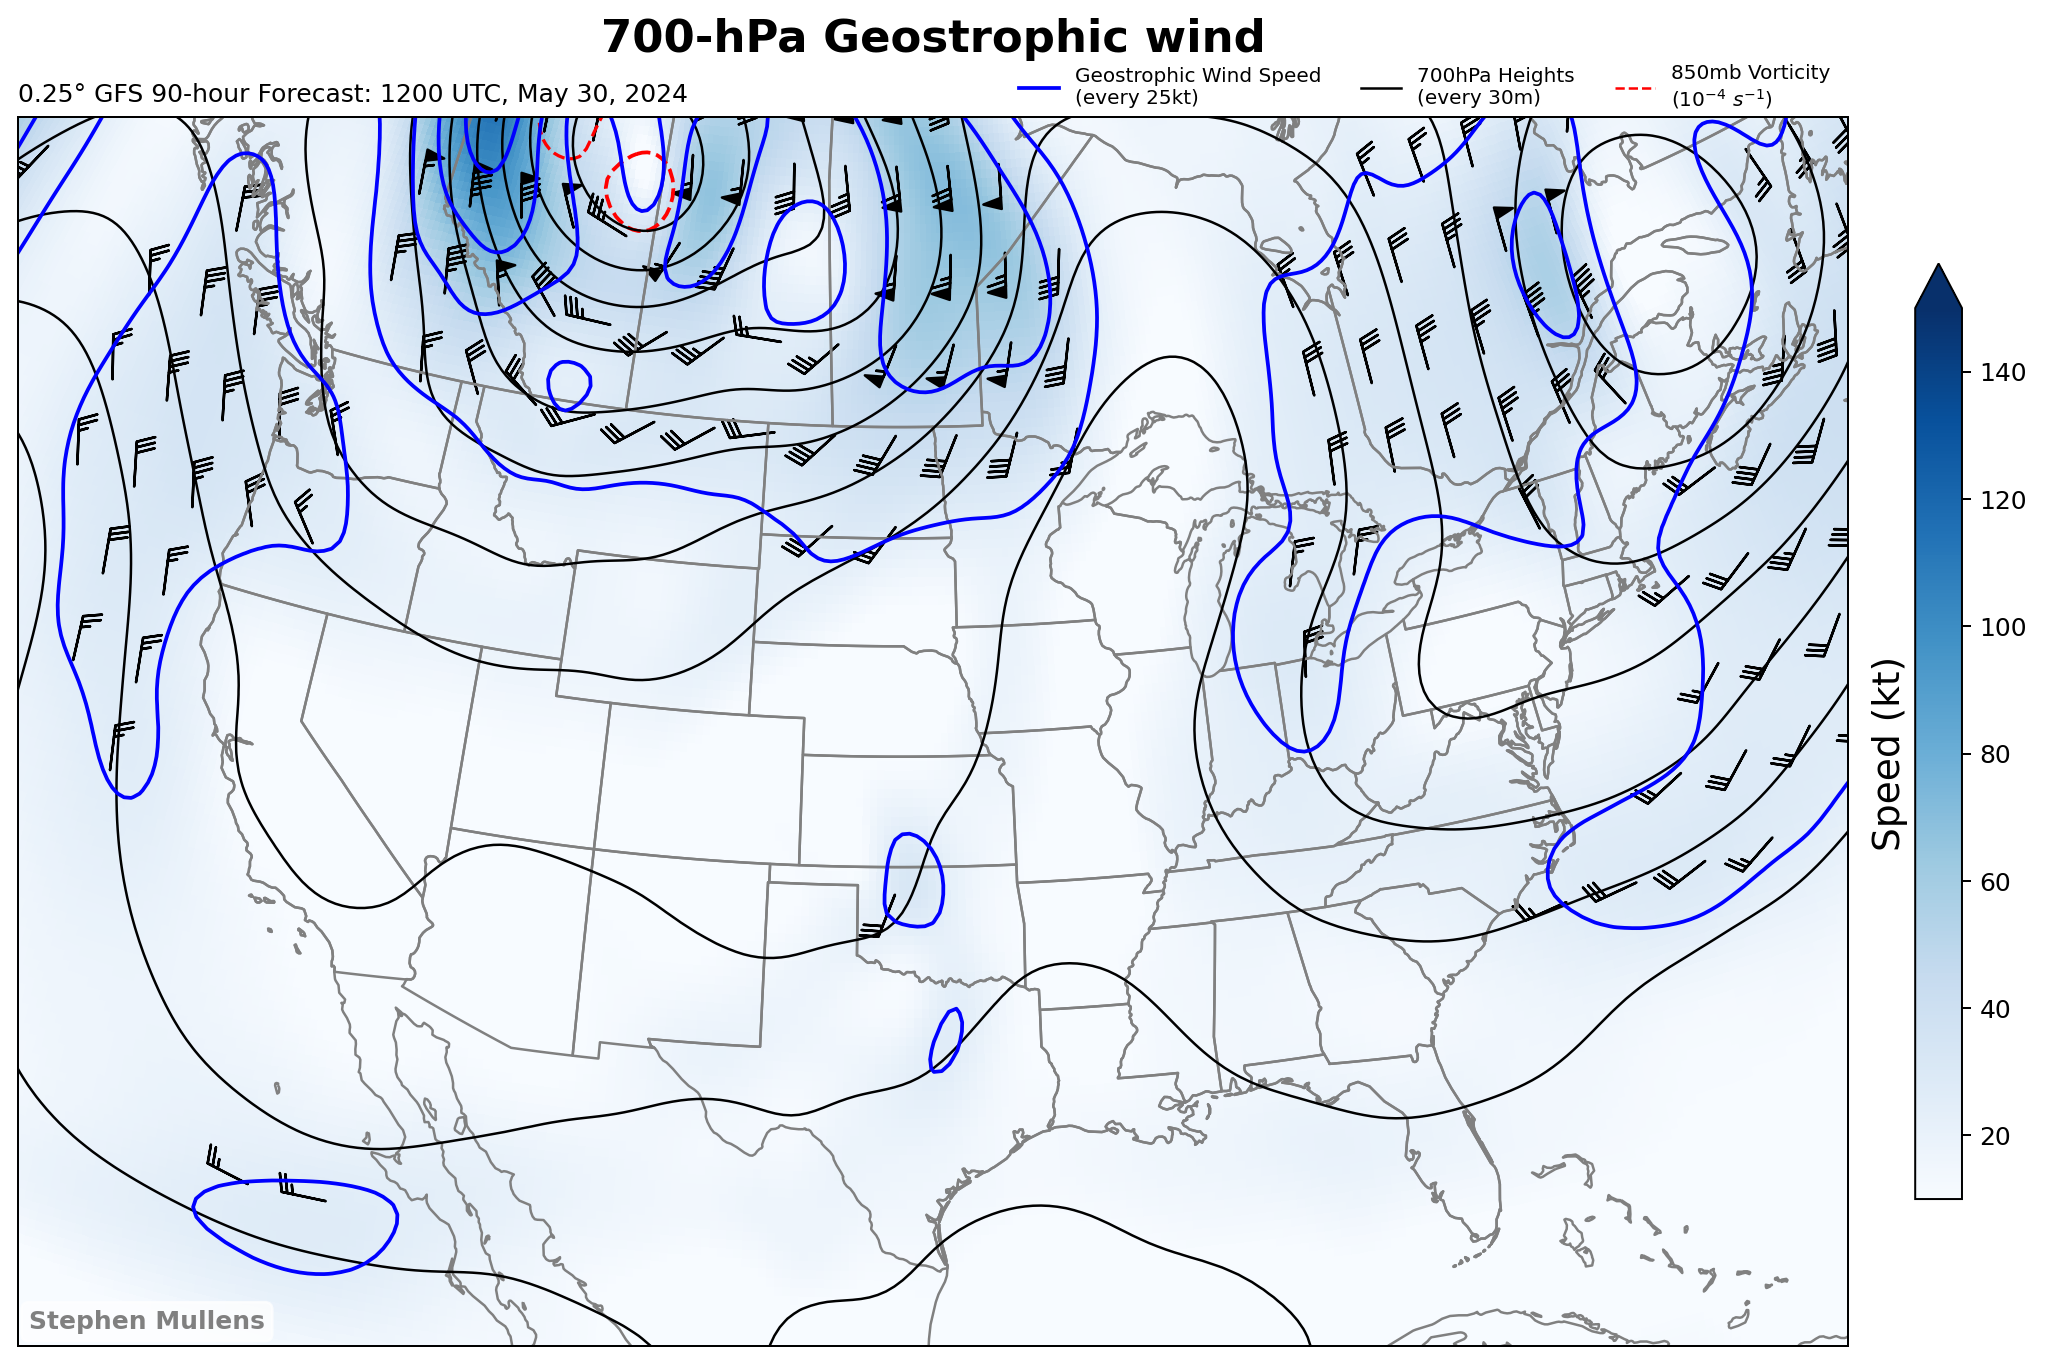 700-hPa Geostrophic wind
0.25° GFS 90-hour Forecast: 1200 UTC, May 30, 2024
Geostrophic Wind Speed
(every 25kt)
700hPa Heights
(every 30m)
850mb Vorticity
(10⁻⁴ s⁻¹)
140
120
100
80
60
40
20
Speed (kt)
Stephen Mullens